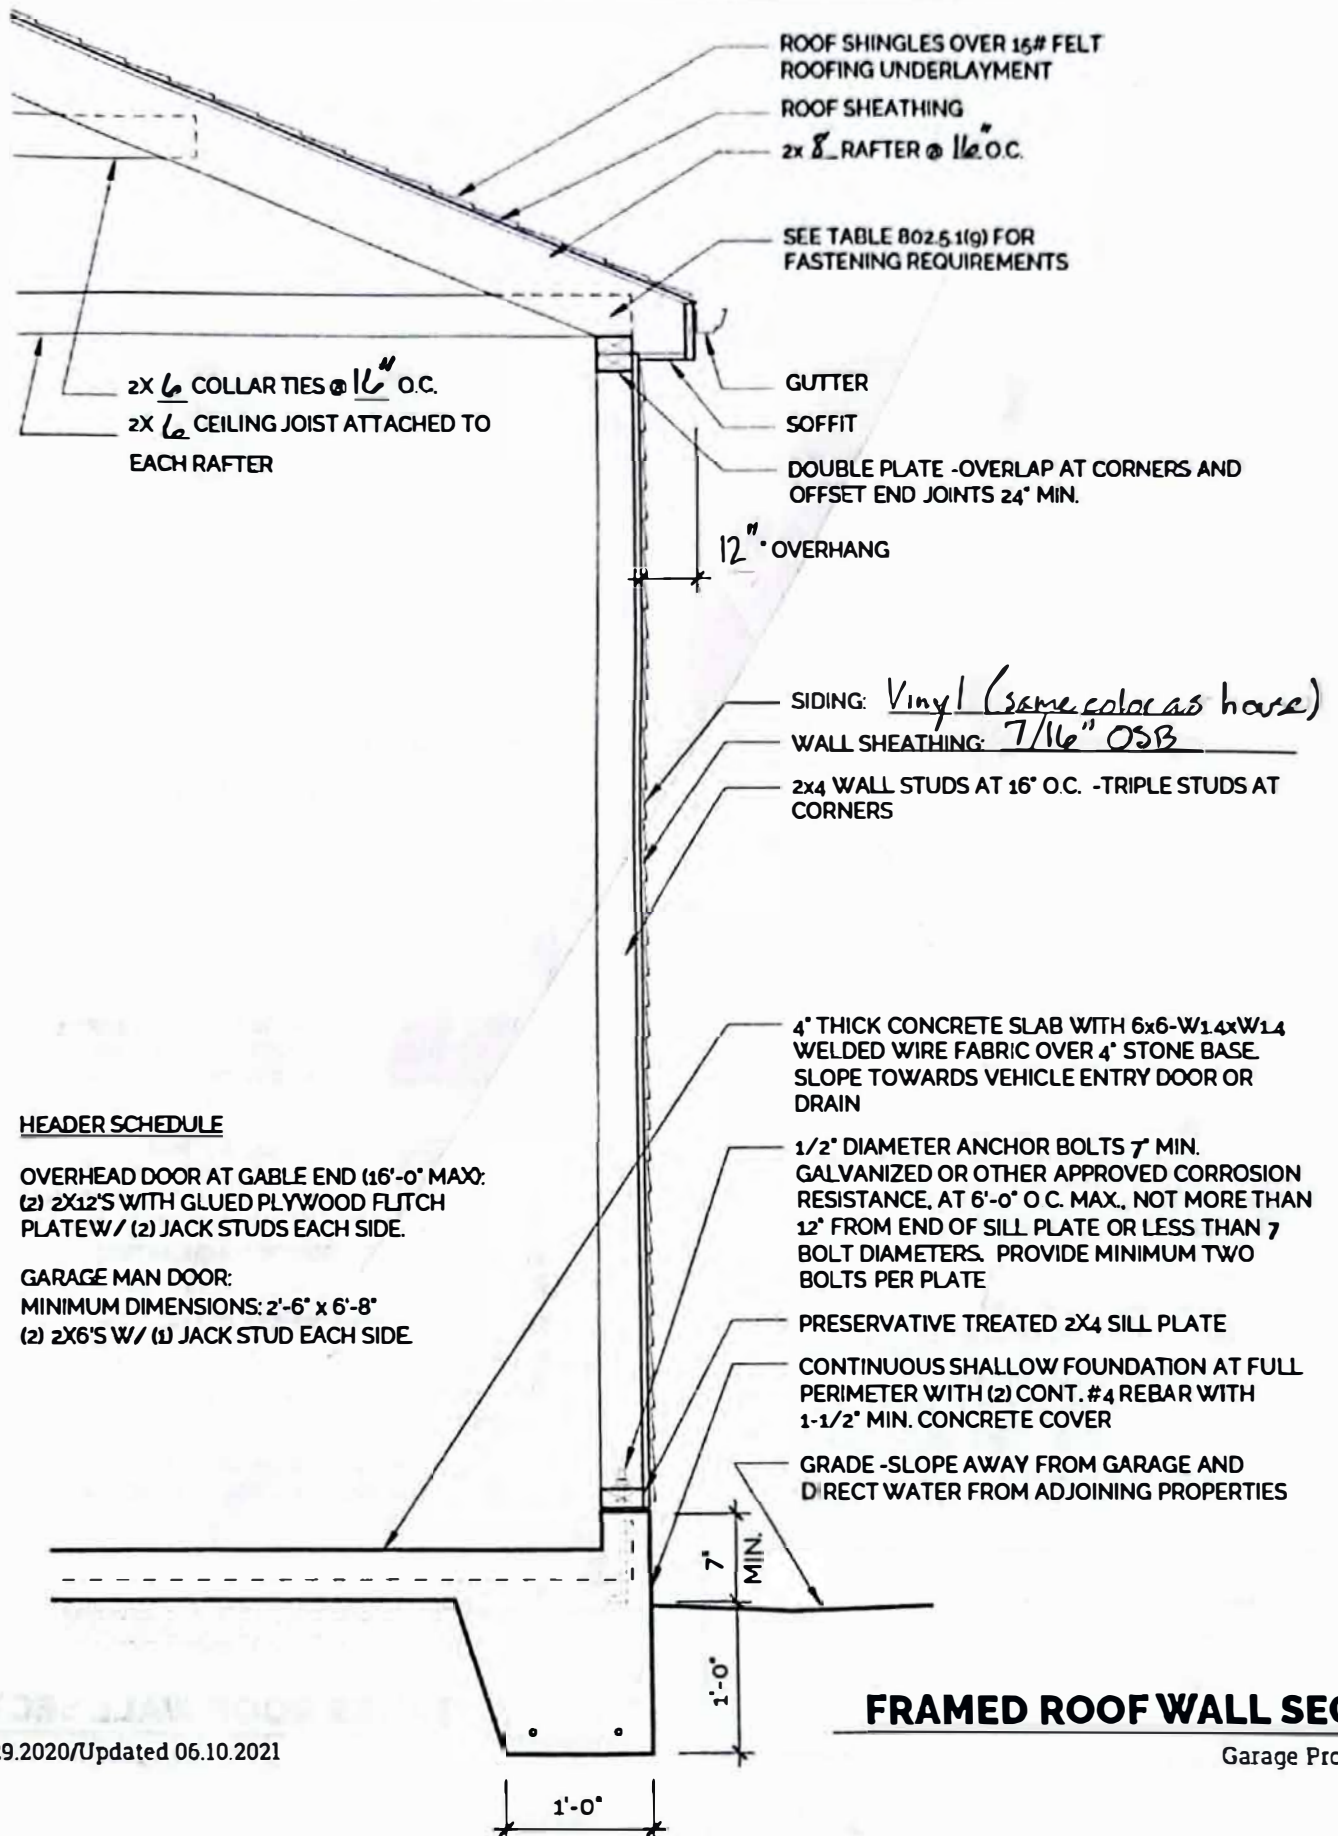 ROOF SHINGLES OVER 15# FELT
ROOFING UNDERLAYMENT
ROOF SHEATHING
2x 8 RAFTER @ 16" O.C.
SEE TABLE 802.5.1(9) FOR
FASTENING REQUIREMENTS
2X 6 COLLAR TIES @ 16" O.C.
2X 6 CEILING JOIST ATTACHED TO
EACH RAFTER
GUTTER
SOFFIT
DOUBLE PLATE -OVERLAP AT CORNERS AND
OFFSET END JOINTS 24" MIN.
12"" OVERHANG
SIDING: Vinyl (same color as house)
WALL SHEATHING: 7/16" OSB
2x4 WALL STUDS AT 16" O.C. -TRIPLE STUDS AT
CORNERS
4" THICK CONCRETE SLAB WITH 6x6-W1.4xW1.4
WELDED WIRE FABRIC OVER 4" STONE BASE.
SLOPE TOWARDS VEHICLE ENTRY DOOR OR
DRAIN
HEADER SCHEDULE
OVERHEAD DOOR AT GABLE END (16'-0" MAX):
(2) 2X12'S WITH GLUED PLYWOOD FLITCH
PLATE W/ (2) JACK STUDS EACH SIDE.
GARAGE MAN DOOR:
MINIMUM DIMENSIONS: 2'-6" x 6'-8"
(2) 2X6'S W/ (1) JACK STUD EACH SIDE
1/2" DIAMETER ANCHOR BOLTS 7" MIN.
GALVANIZED OR OTHER APPROVED CORROSION
RESISTANCE, AT 6'-0" O.C. MAX., NOT MORE THAN
12" FROM END OF SILL PLATE OR LESS THAN 7
BOLT DIAMETERS. PROVIDE MINIMUM TWO
BOLTS PER PLATE
PRESERVATIVE TREATED 2X4 SILL PLATE
CONTINUOUS SHALLOW FOUNDATION AT FULL
PERIMETER WITH (2) CONT. #4 REBAR WITH
1-1/2" MIN. CONCRETE COVER
GRADE -SLOPE AWAY FROM GARAGE AND
DIRECT WATER FROM ADJOINING PROPERTIES
7" MIN.
1'-0"
1'-0"
FRAMED ROOF WALL SEC
29.2020/Updated 06.10.2021
Garage Pro